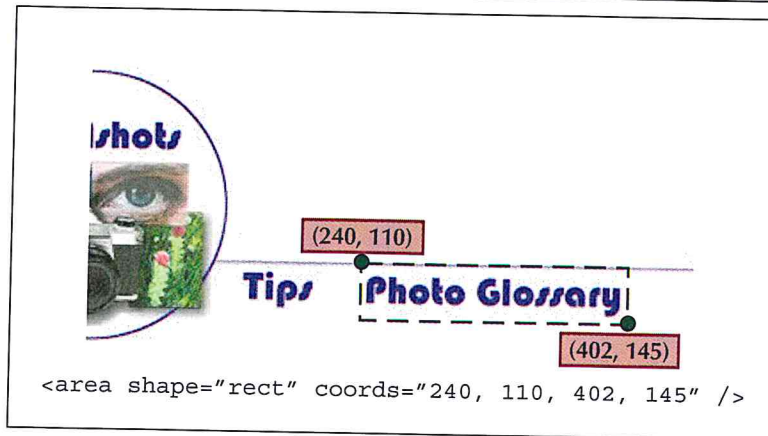 shots
(240, 110)
Tips Photo Glossary
(402, 145)
<area shape="rect" coords="240, 110, 402, 145" />